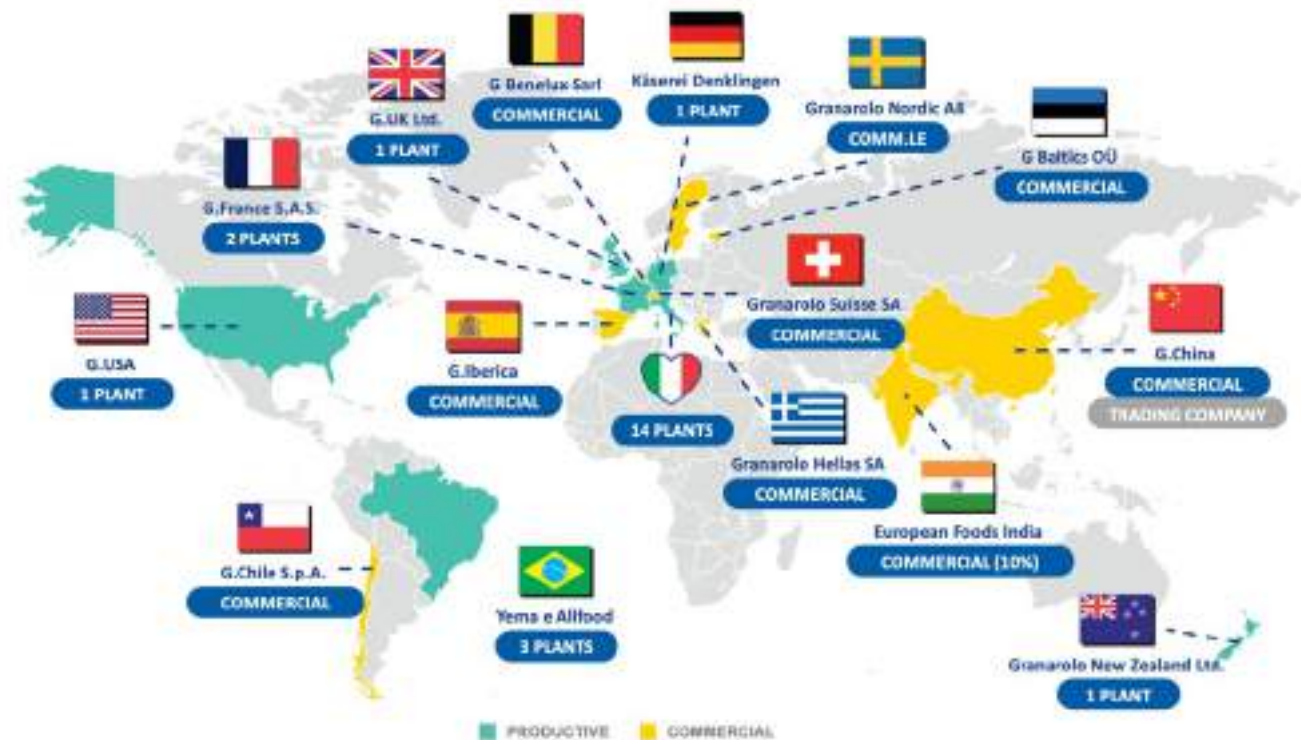 G Benelux Sarl
COMMERCIAL
Käserei Denklingen
1 PLANT
Granarolo Nordic AB
COMM.LE
G.UK Ltd.
1 PLANT
G Baltics OÜ
COMMERCIAL
G.France S.A.S.
2 PLANTS
Granarolo Suisse SA
COMMERCIAL
G.USA
1 PLANT
G.Iberica
COMMERCIAL
G.China
COMMERCIAL
TRADING COMPANY
14 PLANTS
Granarolo Hellas SA
COMMERCIAL
European Foods India
COMMERCIAL (10%)
G.Chile S.p.A.
COMMERCIAL
Yema e Allfood
3 PLANTS
Granarolo New Zealand Ltd.
1 PLANT
PRODUCTIVE
COMMERCIAL